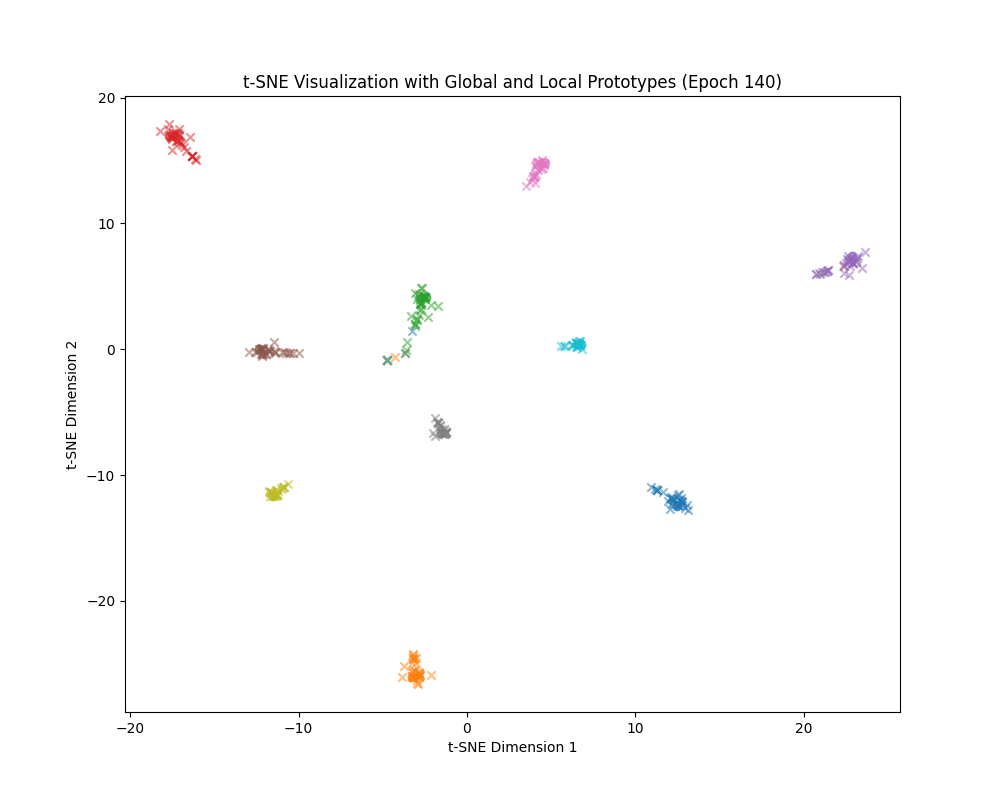 t-SNE Visualization with Global and Local Prototypes (Epoch 140)
20
10
0
−10
−20
t-SNE Dimension 2
−20 −10 0 10 20
t-SNE Dimension 1